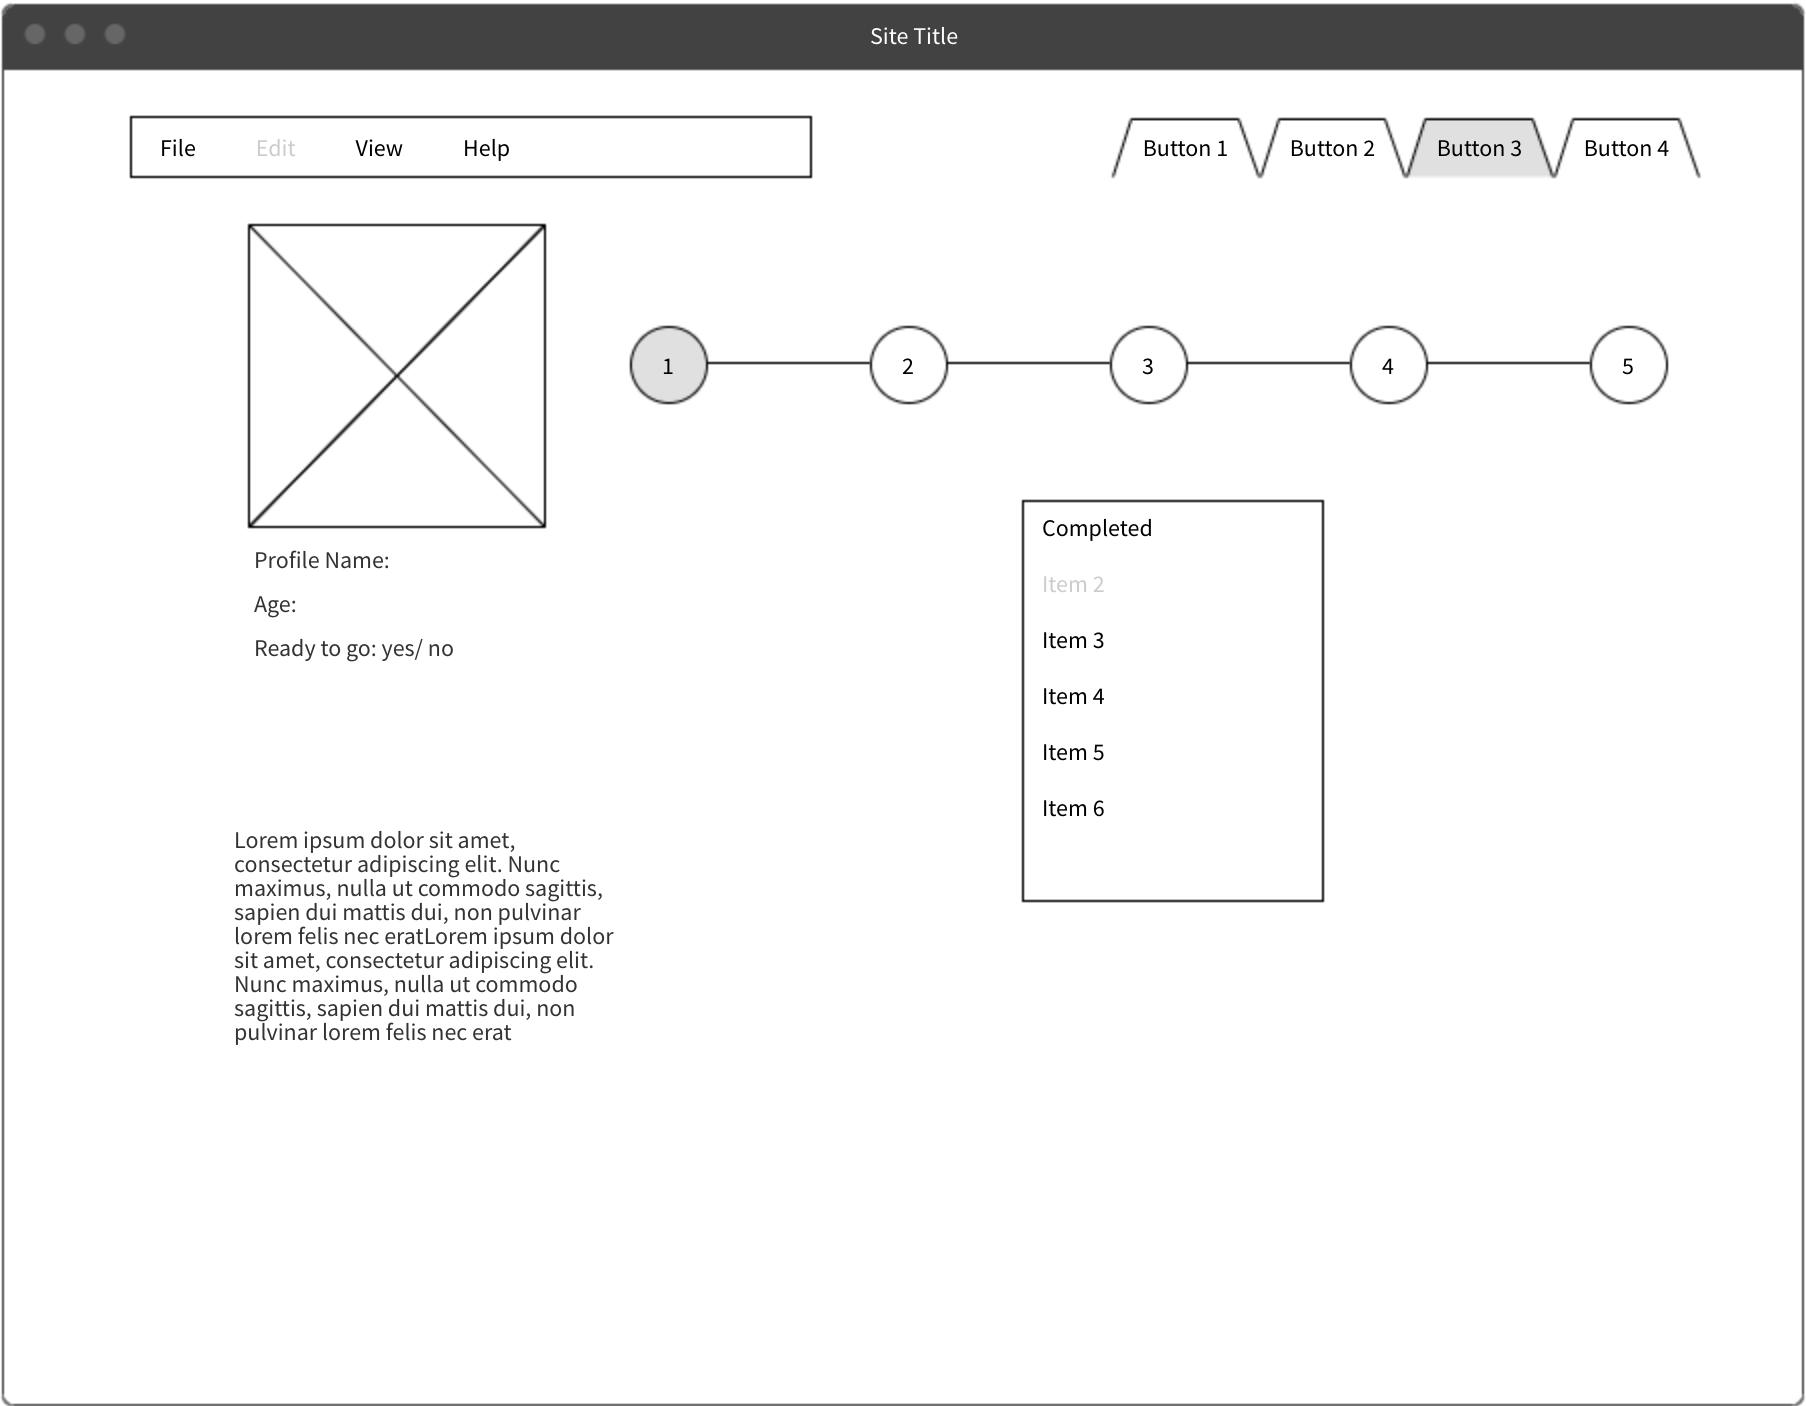 Site Title
File Edit View Help
Button 1 Button 2 Button 3 Button 4
1 2 3 4 5
Profile Name:
Age:
Ready to go: yes/ no
Completed
Item 2
Item 3
Item 4
Item 5
Item 6
Lorem ipsum dolor sit amet,
consectetur adipiscing elit. Nunc
maximus, nulla ut commodo sagittis,
sapien dui mattis dui, non pulvinar
lorem felis nec eratLorem ipsum dolor
sit amet, consectetur adipiscing elit.
Nunc maximus, nulla ut commodo
sagittis, sapien dui mattis dui, non
pulvinar lorem felis nec erat